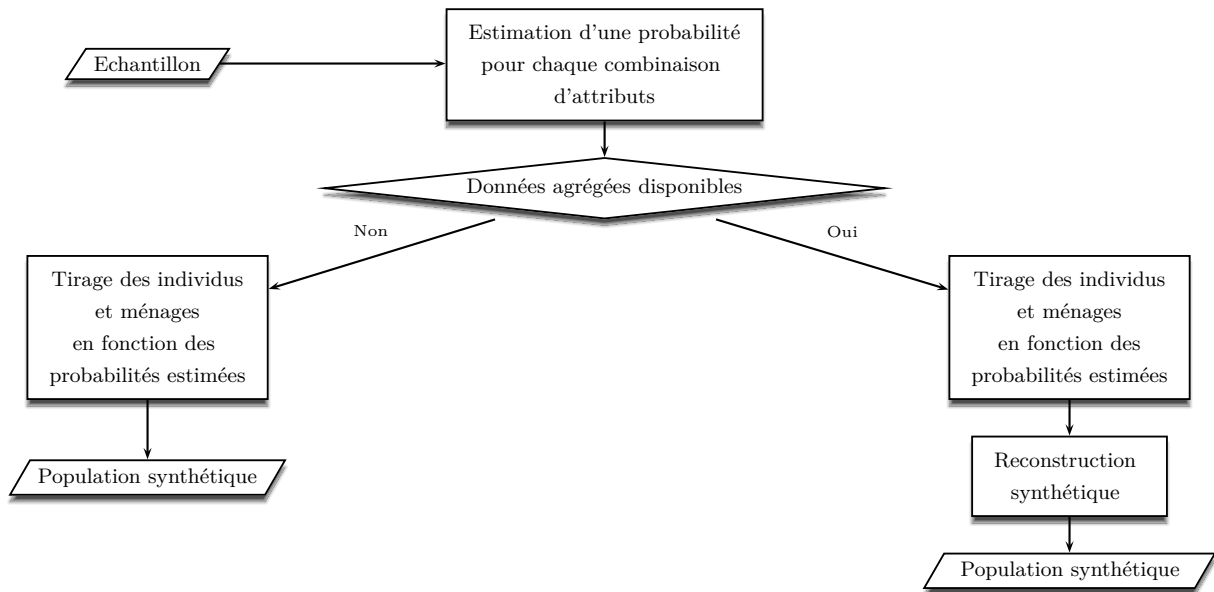 Echantillon
Estimation d'une probabilité
pour chaque combinaison
d'attributs
Données agrégées disponibles
Non
Oui
Tirage des individus
et ménages
en fonction des
probabilités estimées
Tirage des individus
et ménages
en fonction des
probabilités estimées
Population synthétique
Reconstruction
synthétique
Population synthétique